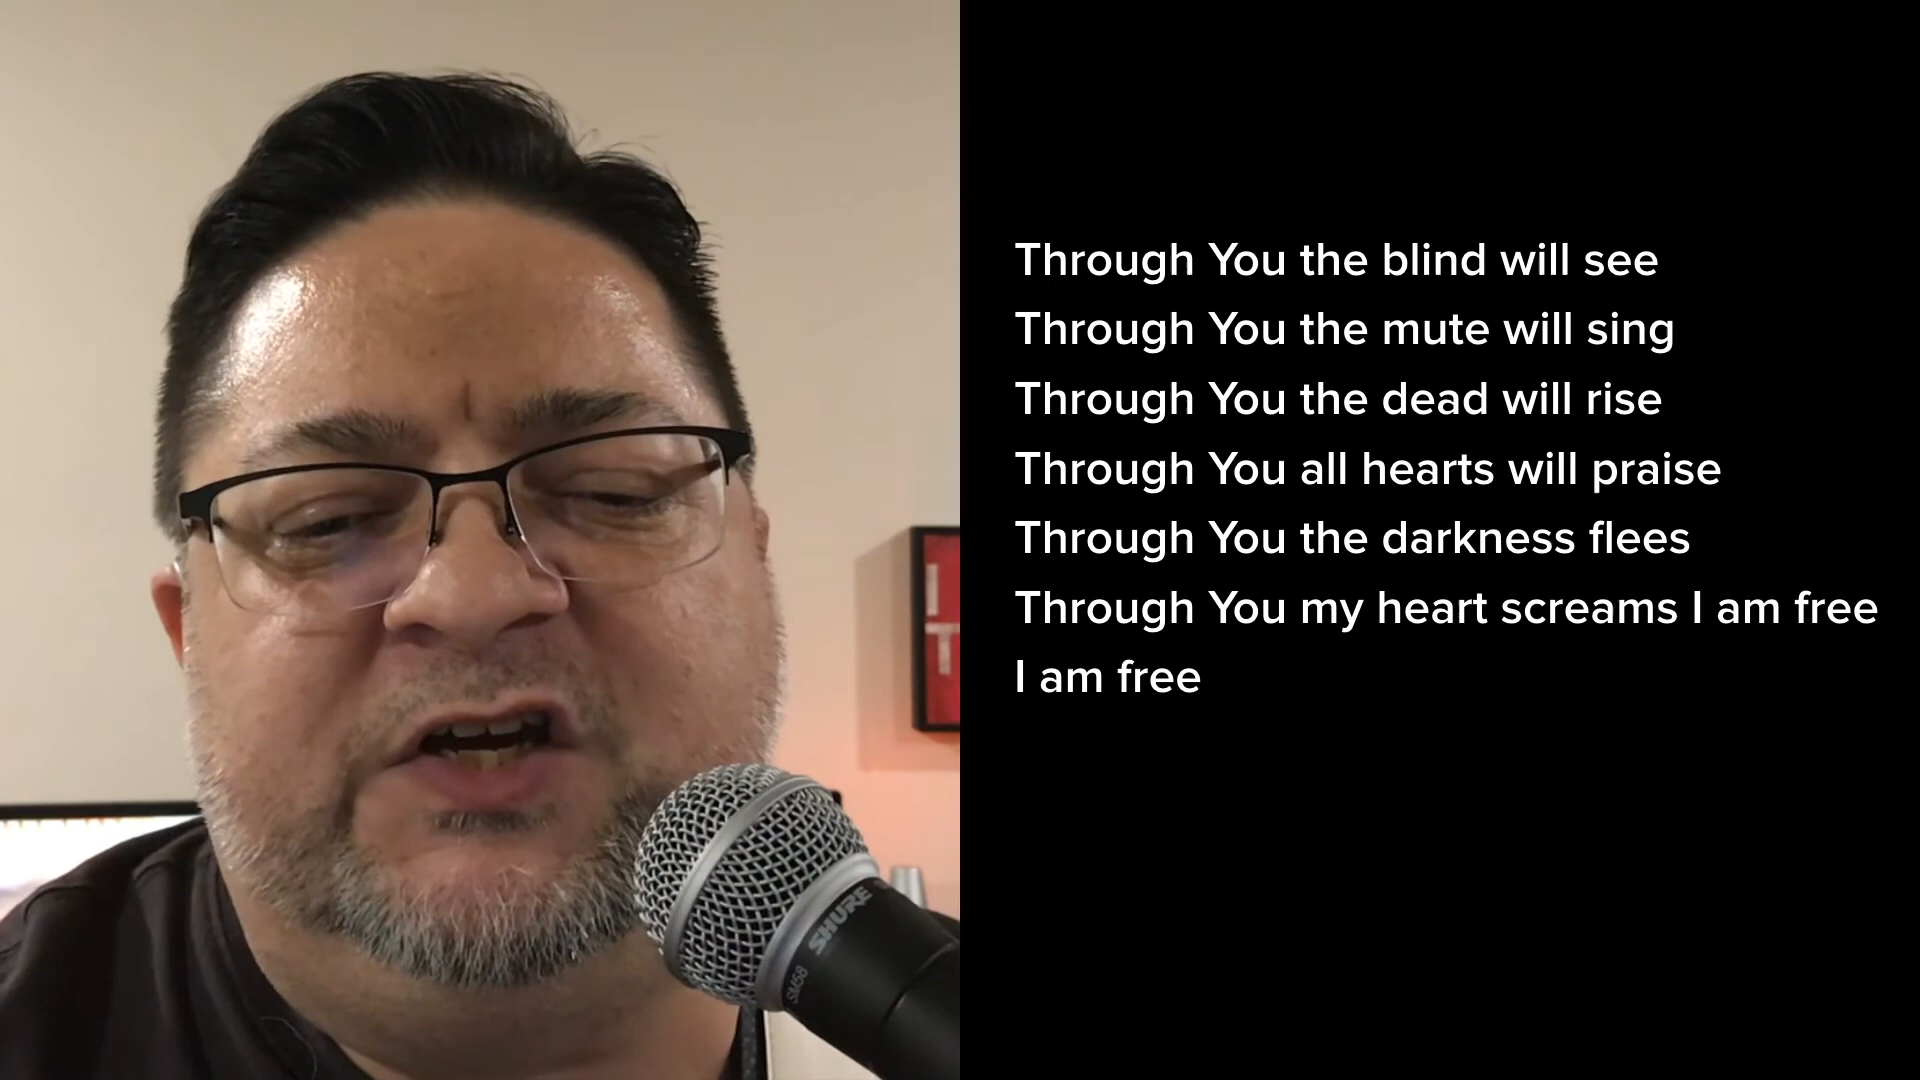 Through You the blind will see
Through You the mute will sing
Through You the dead will rise
Through You all hearts will praise
Through You the darkness flees
Through You my heart screams I am free
I am free
SHURE
SM58
I
T